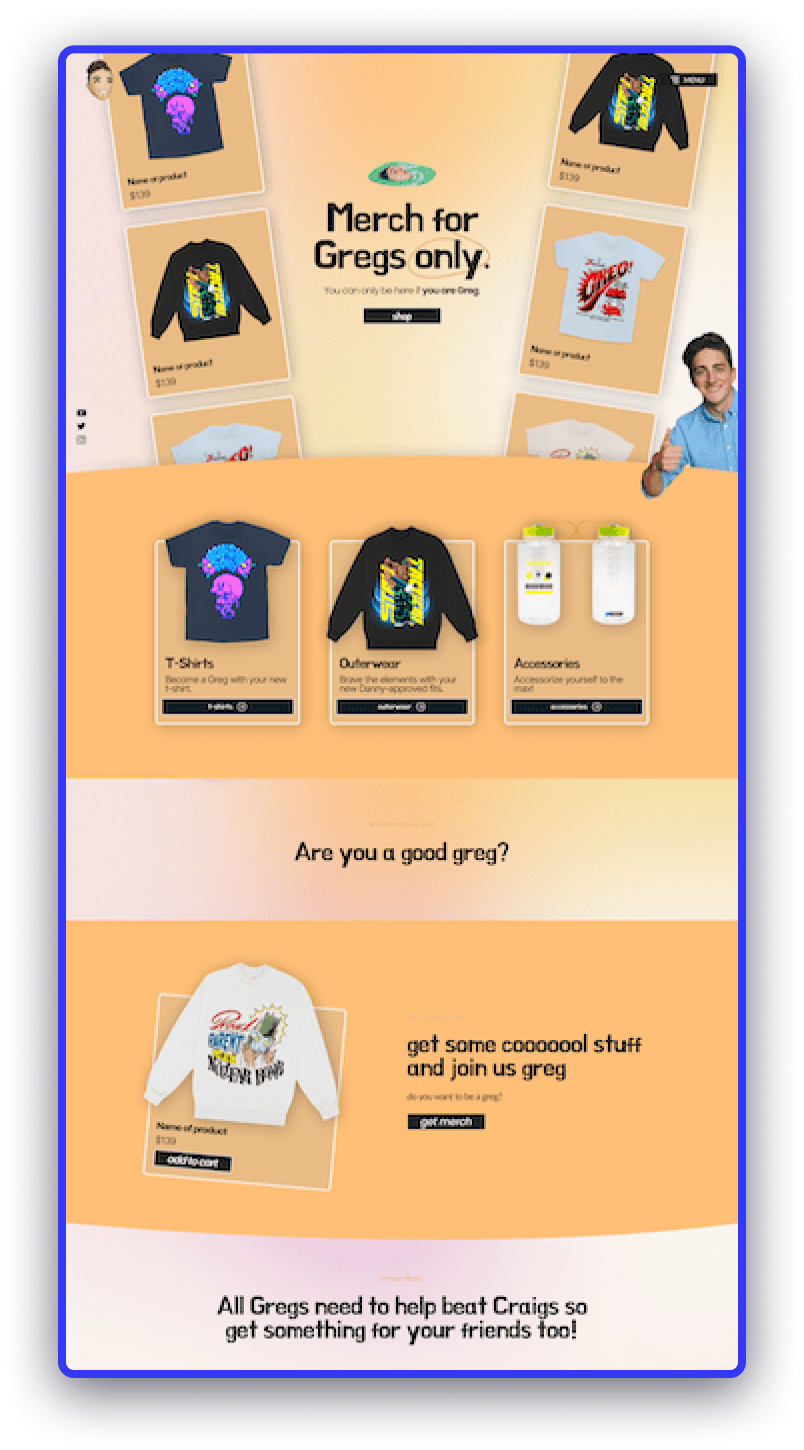 MENU
Name of product
$139
Name of product
$139
Merch for
Gregs only.
You can only be here if you are Greg.
shop
Name of product
$139
GREG!
Name of product
$139
T-Shirts
Become a Greg with your new
t-shirt.
t-shirts
Outerwear
Brave the elements with your
new Danny-approved fits.
outerwear
Accessories
Accessorize yourself to the
max!
accessories
Are you a good greg?
PARENT
NUCLEAR BOMB
Name of product
$139
add to cart
get some cooooool stuff
and join us greg
do you want to be a greg?
get merch
All Gregs need to help beat Craigs so
get something for your friends too!